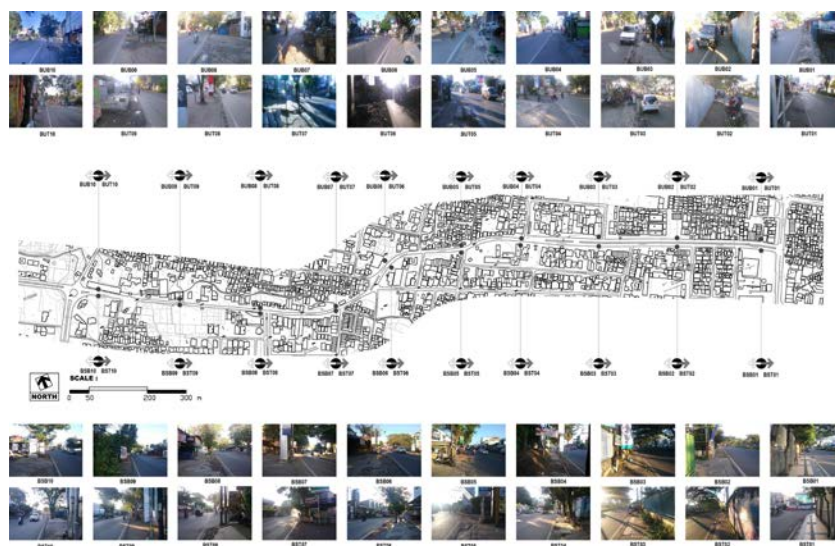 BUB10 BUB09 BUB08 BUB07 BUB06 BUB05 BUB04 BUB03 BUB02 BUB01
BUT10 BUT09 BUT08 BUT07 BUT06 BUT05 BUT04 BUT03 BUT02 BUT01
BUB10 BUT10 BUB09 BUT09 BUB08 BUT08 BUB07 BUT07 BUB06 BUT06 BUB05 BUT05 BUB04 BUT04 BUB03 BUT03 BUB02 BUT02 BUB01 BUT01
BSB10 BST10 BSB09 BST09 BSB08 BST08 BSB07 BST07 BSB06 BST06 BSB05 BST05 BSB04 BST04 BSB03 BST03 BSB02 BST02 BSB01 BST01
SCALE :
NORTH
0 50 200 300 m
BSB10 BSB09 BSB08 BSB07 BSB06 BSB05 BSB04 BSB03 BSB02 BSB01
BST07 BST03 BST02 BST01